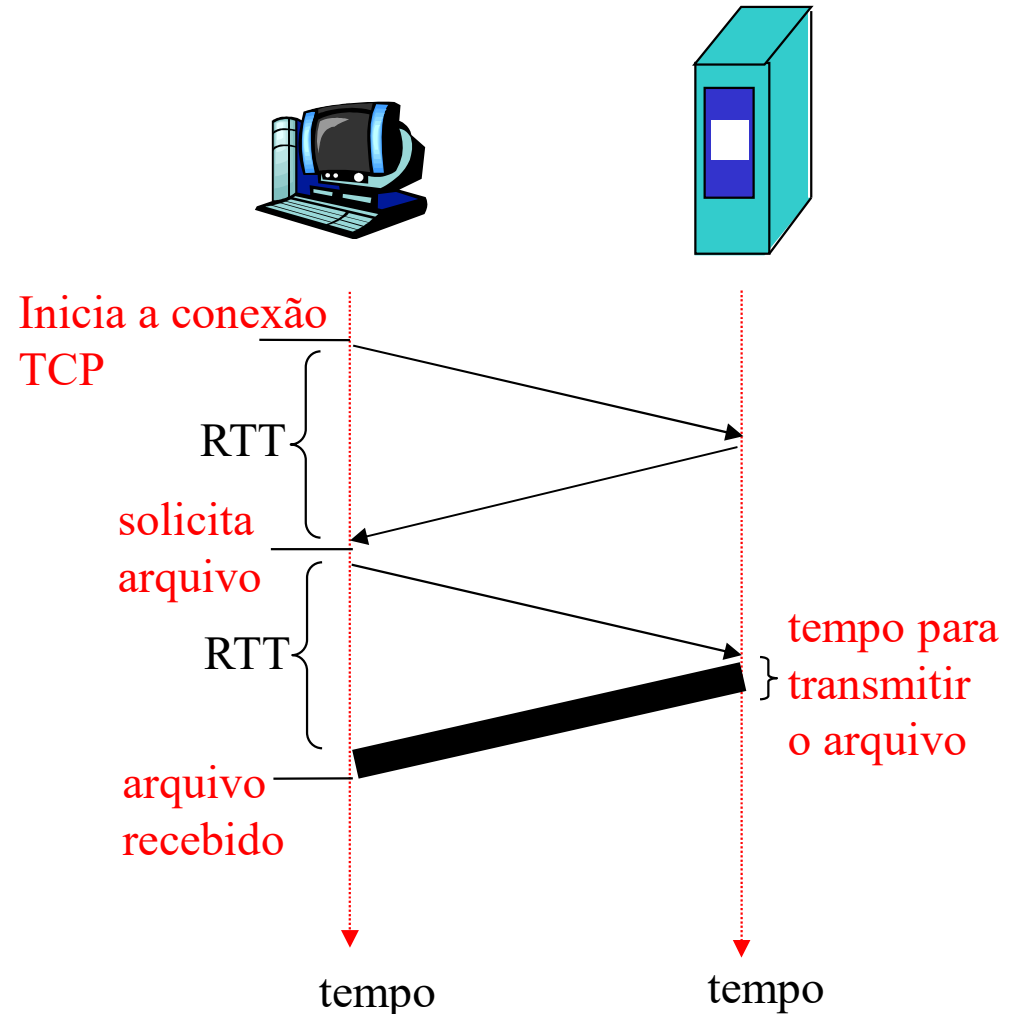 Inicia a conexão
TCP
RTT
solicita
arquivo
RTT
tempo para
transmitir
o arquivo
arquivo
recebido
tempo
tempo